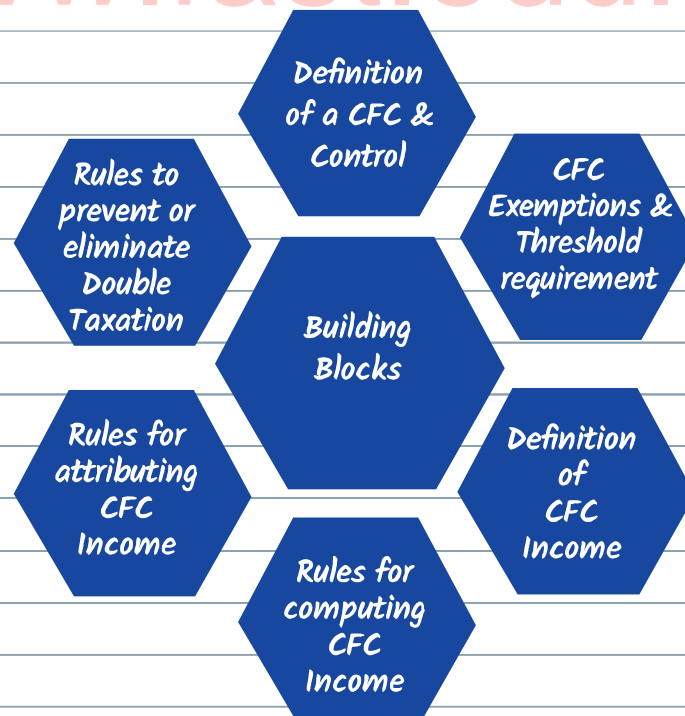 Definition
of a CFC &
Control
CFC
Exemptions &
Threshold
requirement
Definition
of
CFC
Income
Rules for
computing
CFC
Income
Rules for
attributing
CFC
Income
Rules to
prevent or
eliminate
Double
Taxation
Building
Blocks